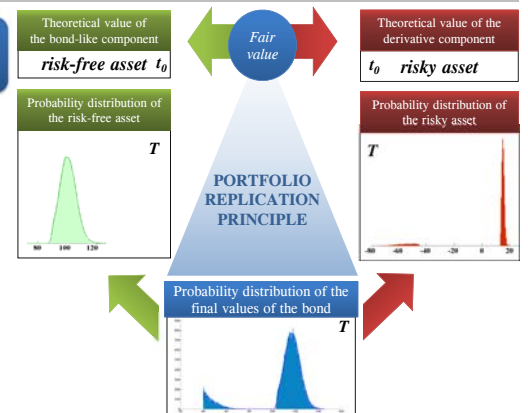 Theoretical value of
the bond-like component
risk-free asset t0
Fair
value
Theoretical value of the
derivative component
t0 risky asset
Probability distribution of
the risk-free asset
T
80 100 120
Probability distribution of
the risky asset
T
-80 -60 -40 -20 0 20
PORTFOLIO
REPLICATION
PRINCIPLE
Probability distribution of the
final values of the bond
T